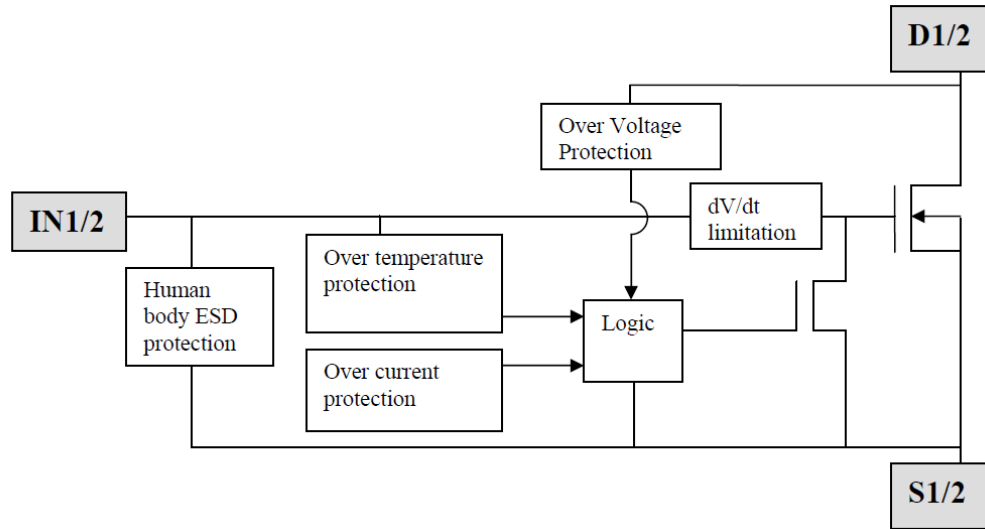 D1/2
Over Voltage
Protection
IN1/2
dV/dt
limitation
Over temperature
protection
Human
body ESD
protection
Logic
Over current
protection
S1/2